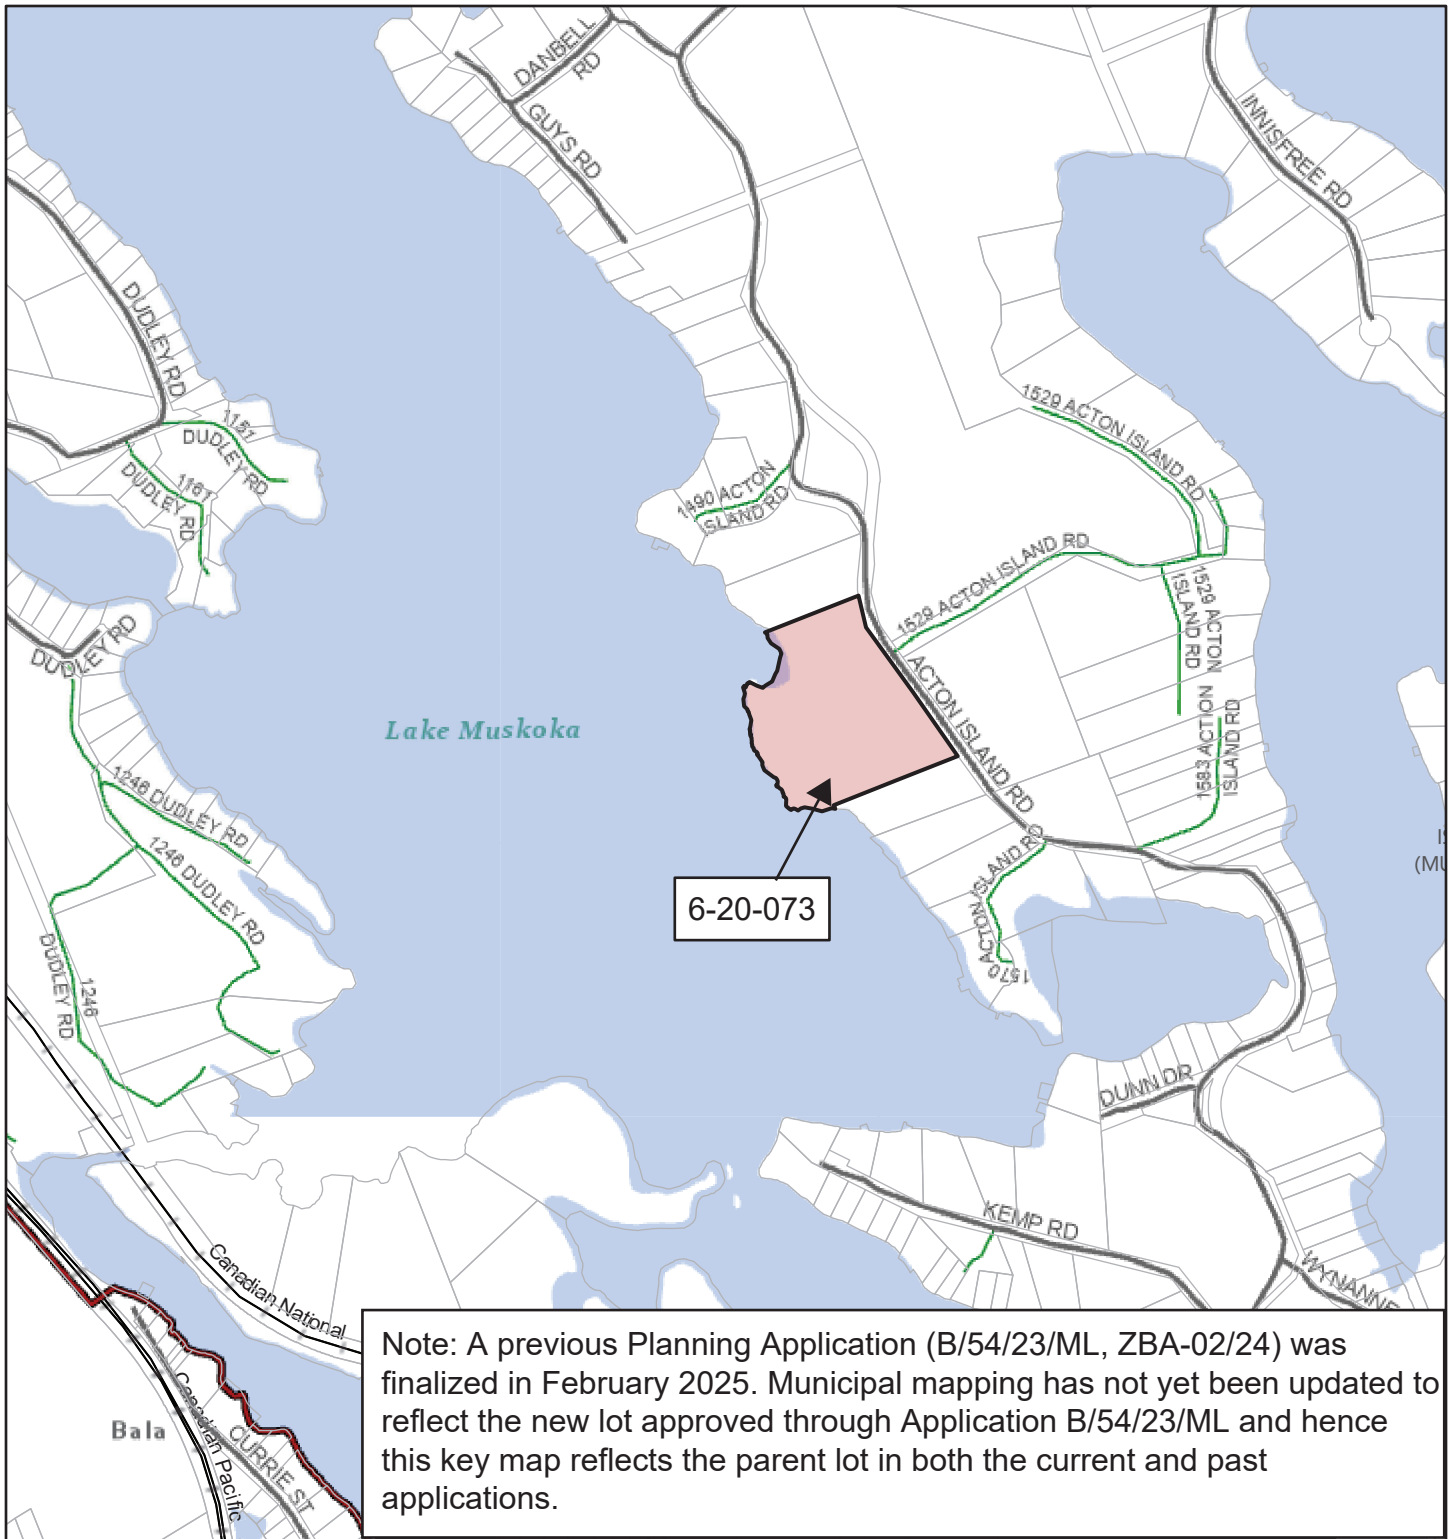 DANBELL
RD
GUYS RD
INNISFREE RD
DUDLEY RD
1151
DUDLEY RD
1161
DUDLEY RD
1529 ACTON ISLAND RD
1490 ACTON
ISLAND RD
1529 ACTON ISLAND RD
1529 ACTON
ISLAND RD
DUDLEY RD
ACTON ISLAND RD
Lake Muskoka
1583 ACTON
ISLAND RD
1246 DUDLEY RD
1246 DUDLEY RD
6-20-073
1570 ACTON ISLAND RD
1246
DUDLEY RD
(MU
DUNN DR
KEMP RD
WYNANNE
Canadian National
Canadian Pacific
Bala
CURRIE ST
Note: A previous Planning Application (B/54/23/ML, ZBA-02/24) was
finalized in February 2025. Municipal mapping has not yet been updated to
reflect the new lot approved through Application B/54/23/ML and hence
this key map reflects the parent lot in both the current and past
applications.